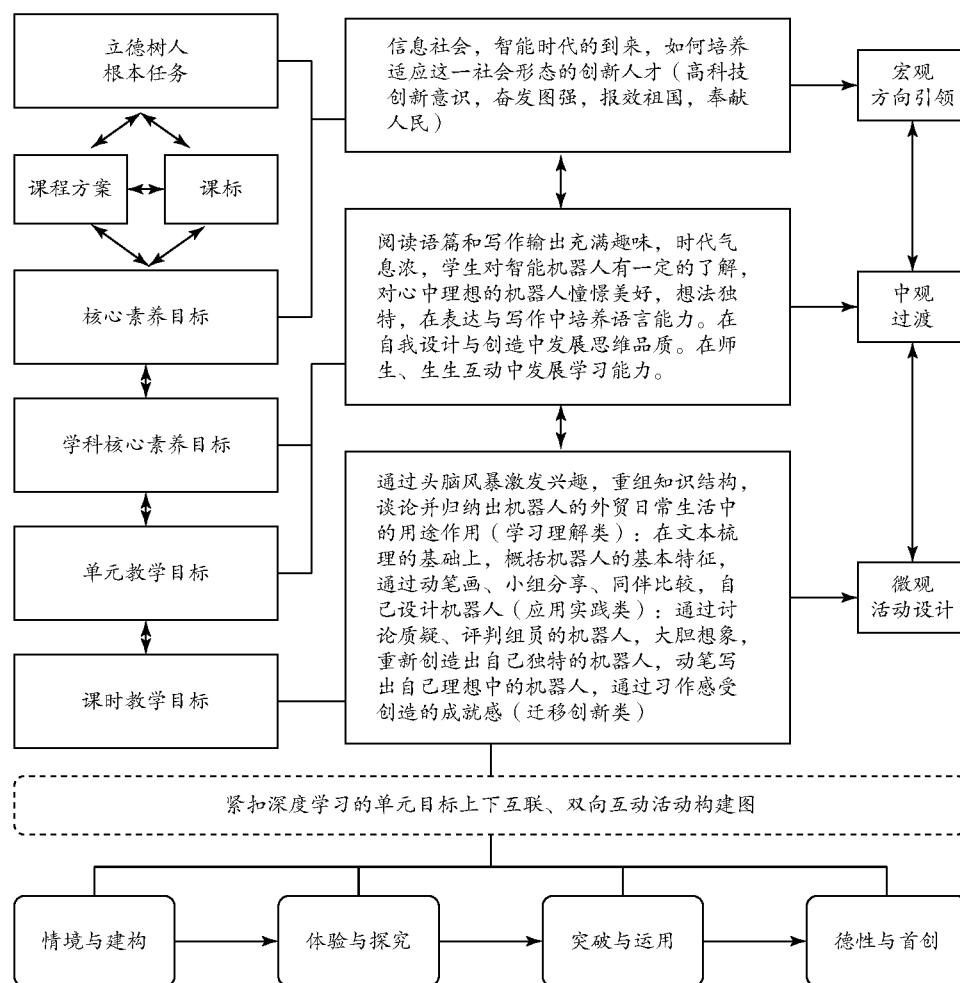 立德树人
根本任务
信息社会，智能时代的到来，如何培养
适应这一社会形态的创新人才（高科技
创新意识，奋发图强，报效祖国，奉献
人民）
宏观
方向引领
课程方案
课标
阅读语篇和写作输出充满趣味，时代气
息浓，学生对智能机器人有一定的了解，
对心中理想的机器人憧憬美好，想法独
特，在表达与写作中培养语言能力。在
自我设计与创造中发展思维品质。在师
生、生生互动中发展学习能力。
核心素养目标
中观
过渡
学科核心素养目标
通过头脑风暴激发兴趣，重组知识结构，
谈论并归纳出机器人的外贸日常生活中
的用途作用（学习理解类）：在文本梳
理的基础上，概括机器人的基本特征，
通过动笔画、小组分享、同伴比较，自
己设计机器人（应用实践类）：通过讨
论质疑、评判组员的机器人，大胆想象，
重新创造出自己独特的机器人，动笔写
出自己理想中的机器人，通过习作感受
创造的成就感（迁移创新类）
单元教学目标
微观
活动设计
课时教学目标
紧扣深度学习的单元目标上下互联、双向互动活动构建图
情境与建构
体验与探究
突破与运用
德性与首创